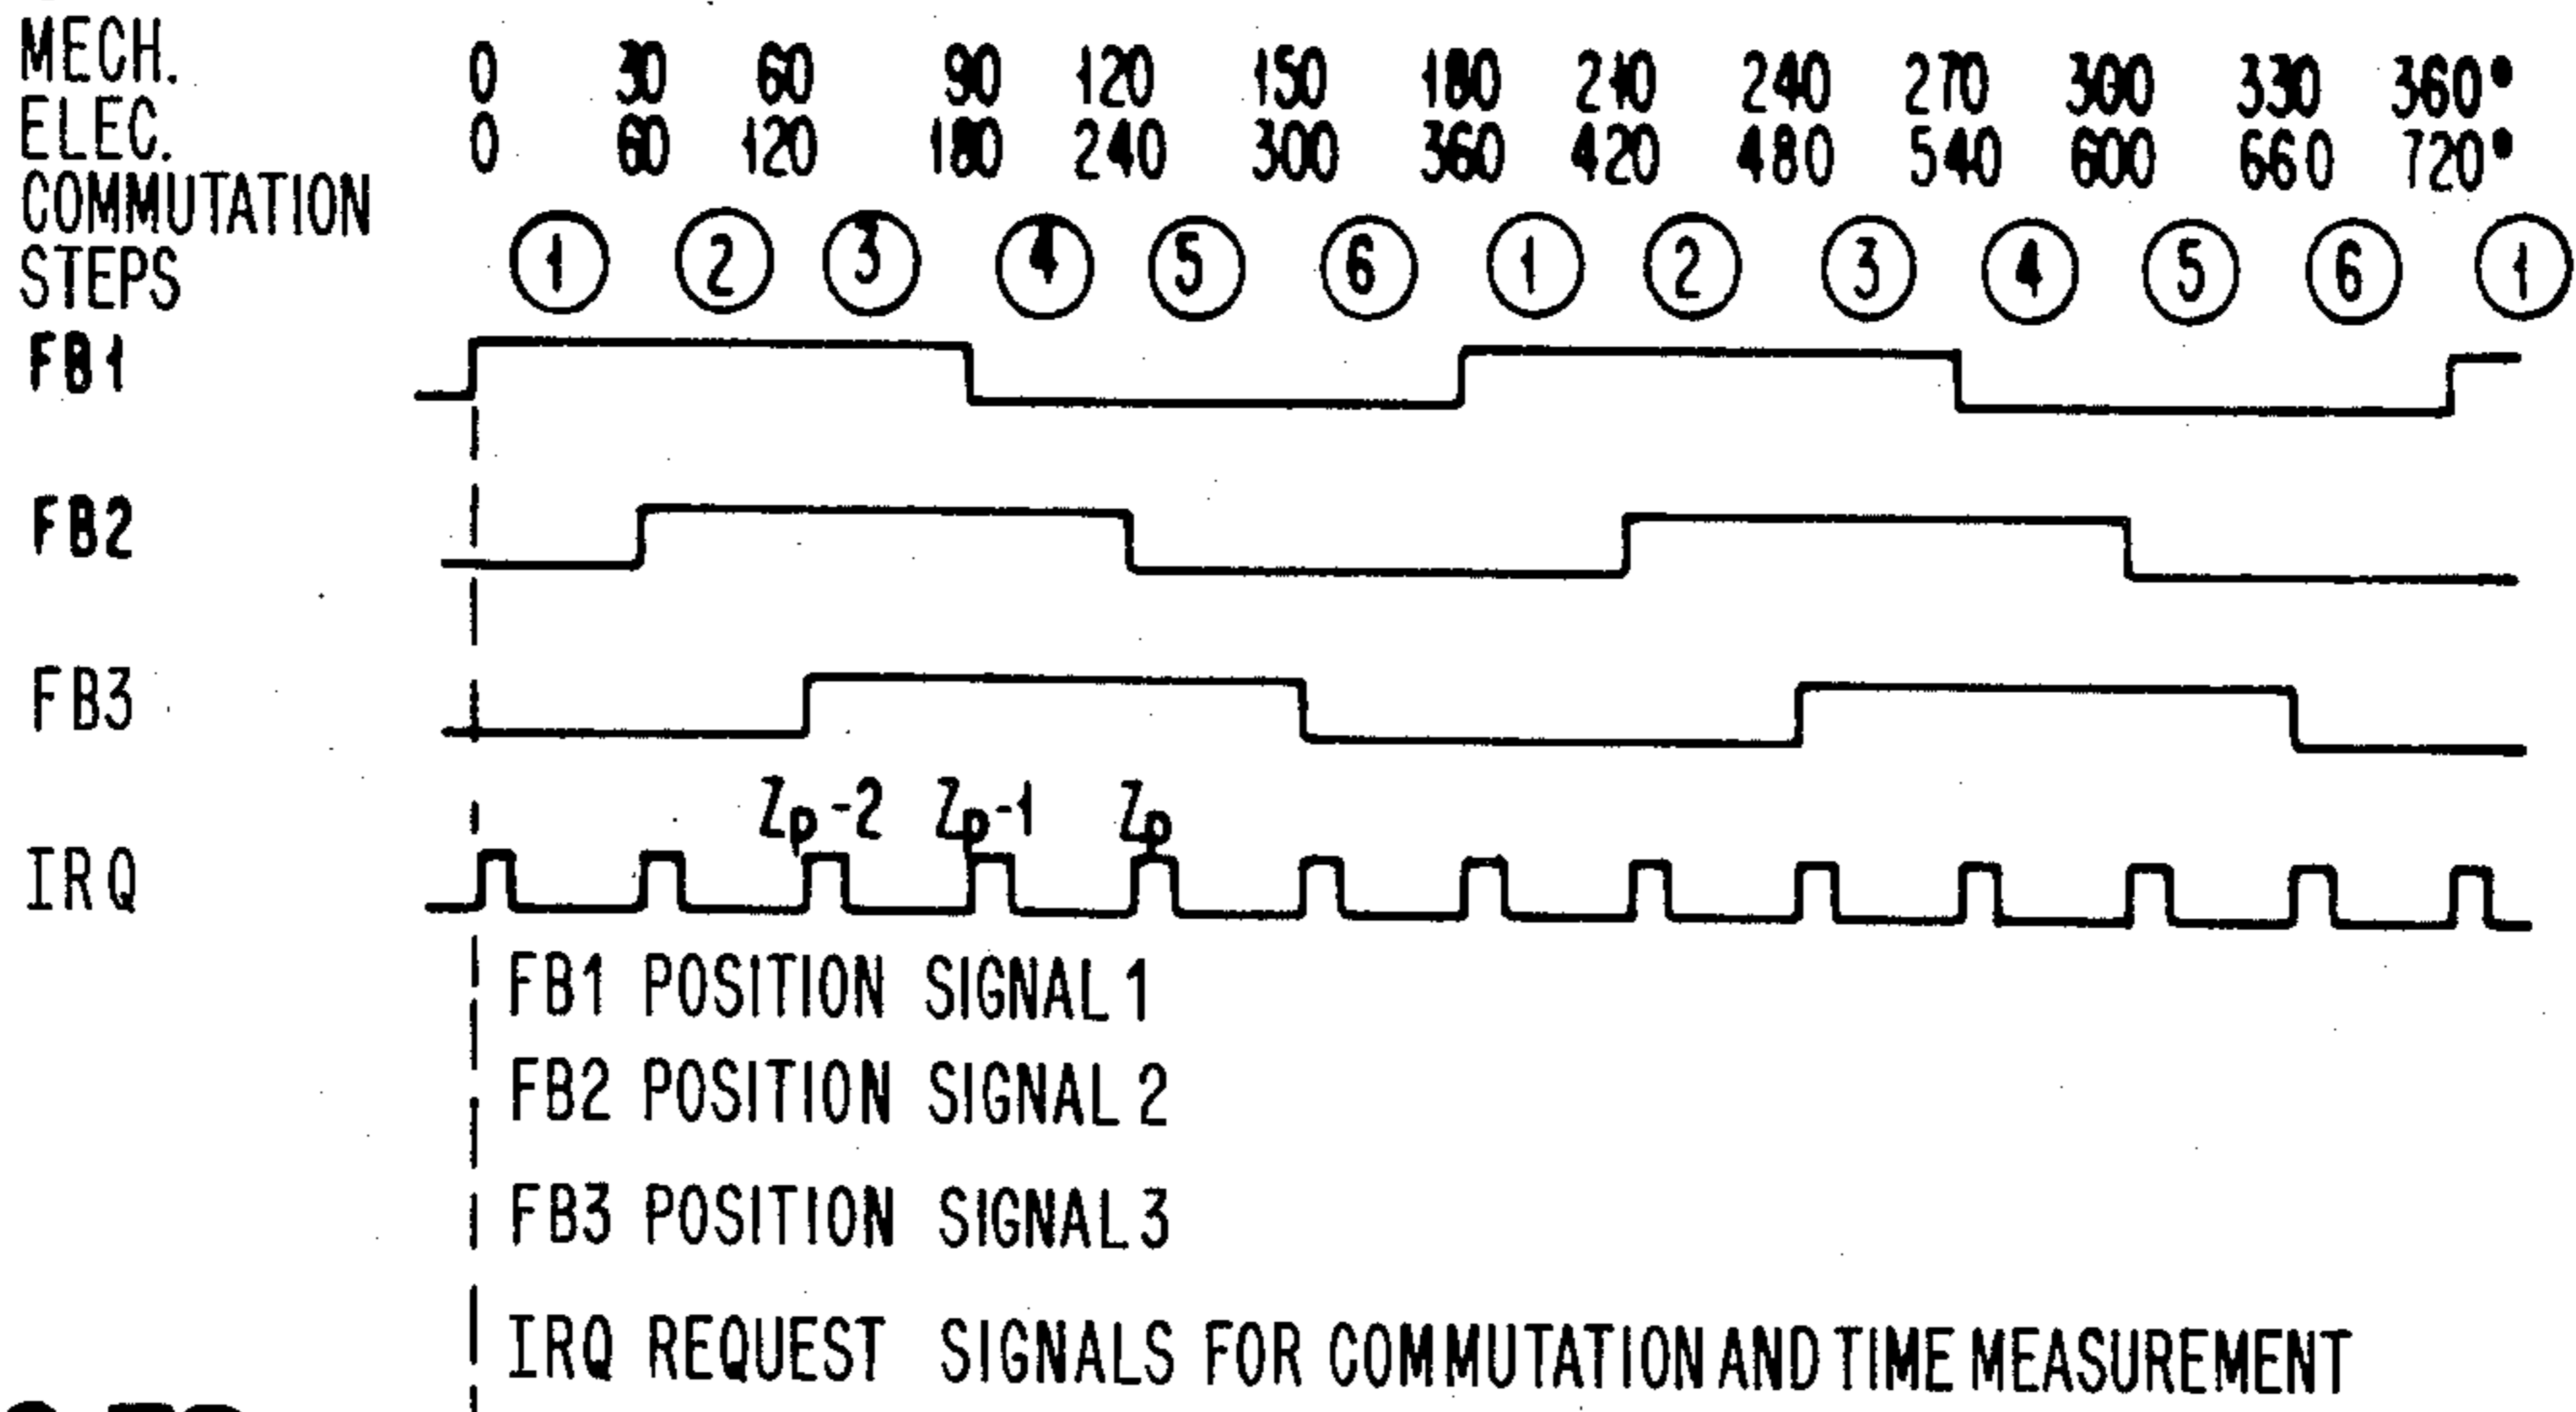 MECH. 0 30 60 90 120 150 180 210 240 270 300 330 360°
ELEC. 0 60 120 180 240 300 360 420 480 540 600 660 720°
COMMUTATION
STEPS 1 2 3 4 5 6 1 2 3 4 5 6 1
FB1
FB2
FB3
Zp-2 Zp-1 Zp
IRQ
FB1 POSITION SIGNAL 1
FB2 POSITION SIGNAL 2
FB3 POSITION SIGNAL 3
IRQ REQUEST SIGNALS FOR COMMUTATION AND TIME MEASUREMENT